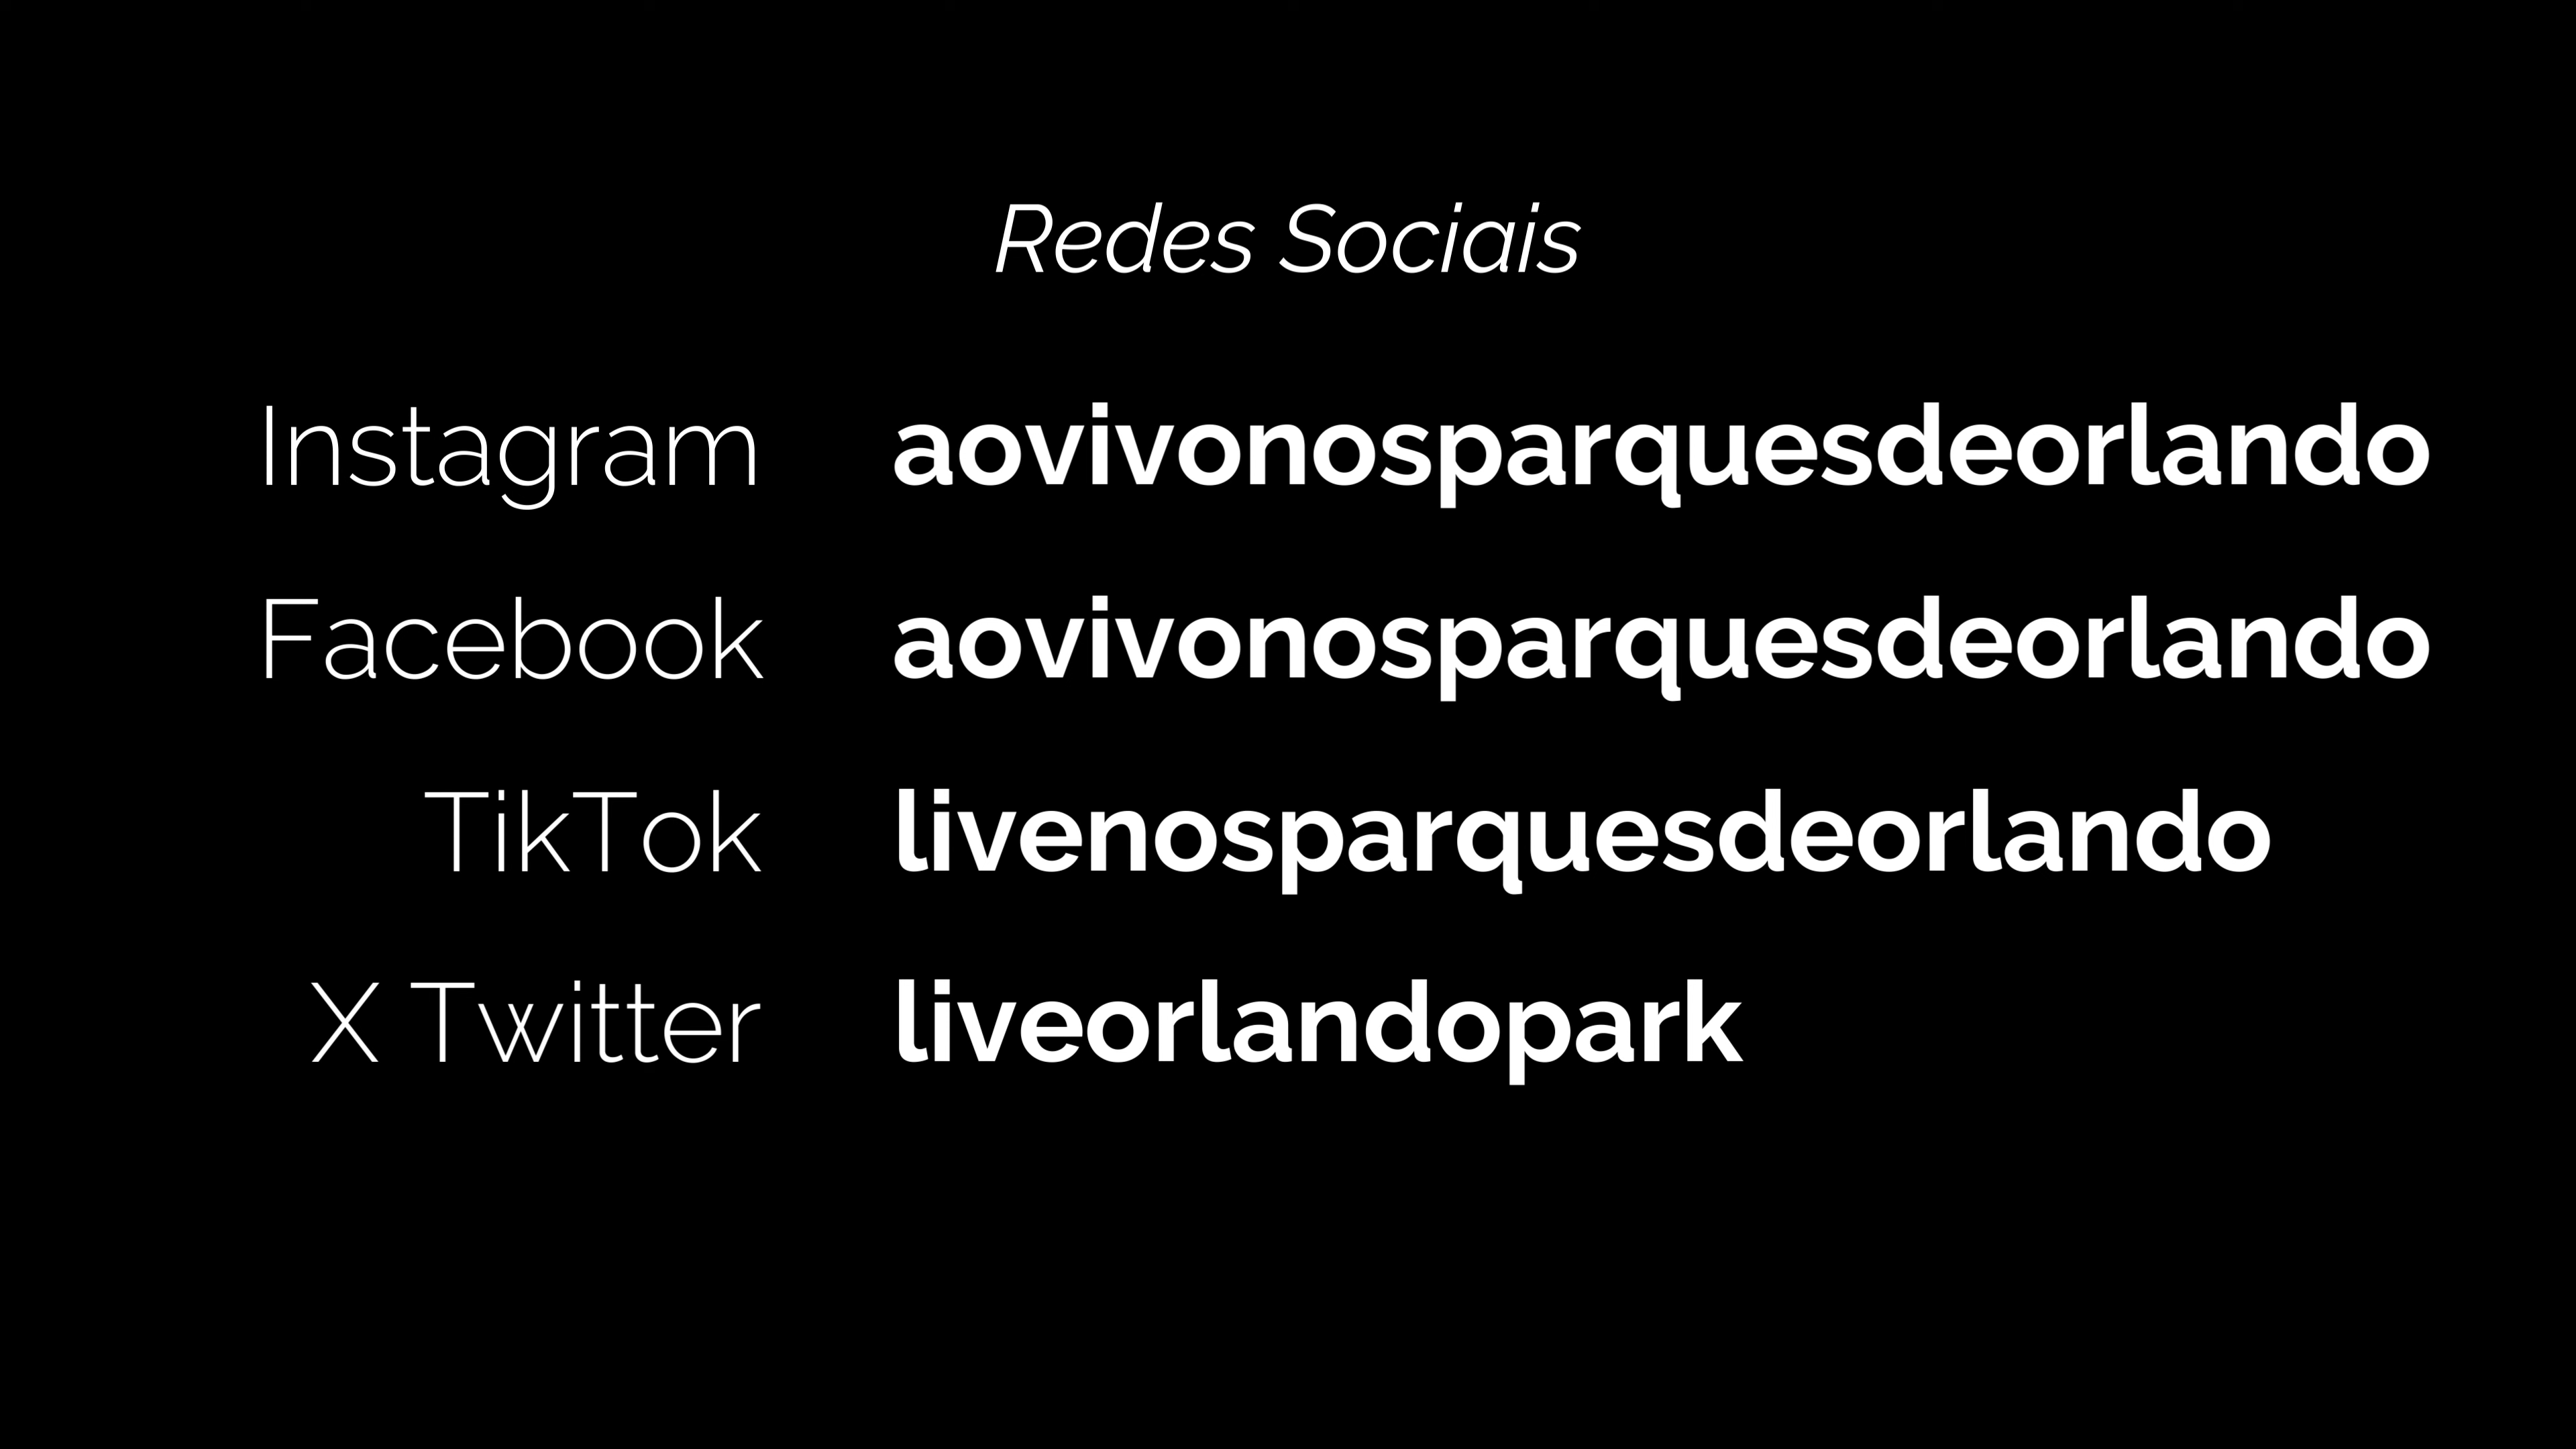 Redes Sociais
Instagram aovivonosparquesdeorlando
Facebook aovivonosparquesdeorlando
TikTok livenosparquesdeorlando
X Twitter liveorlandopark